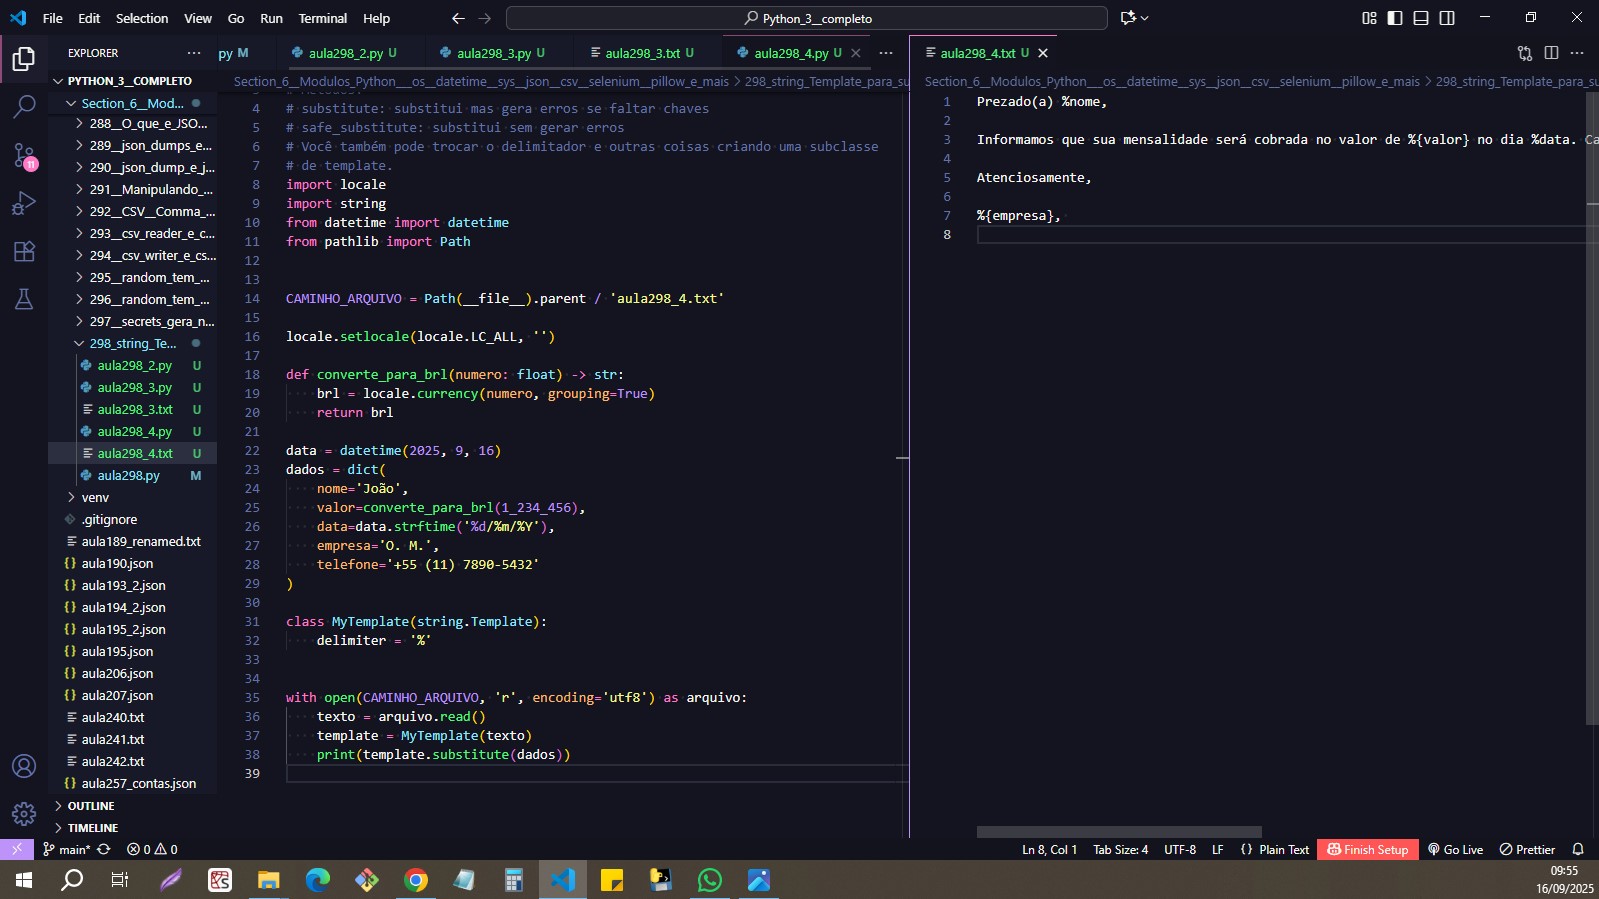 File Edit Selection View Go Run Terminal Help
Python_3__completo
EXPLORER
py M
aula298_2.py U
aula298_3.py U
aula298_3.txt U
aula298_4.py U
aula298_4.txt U
PYTHON_3__COMPLETO
Section_6__Mod...
288__O_que_e_JSO...
289__json_dumps_e...
290__json_dump_e_j...
291__Manipulando_...
292__CSV__Comma_...
293__csv_reader_e_c...
294__csv_writer_e_cs...
295__random_tem_...
296__random_tem_...
297__secrets_gera_n...
298_string_Te...
aula298_2.py U
aula298_3.py U
aula298_3.txt U
aula298_4.py U
aula298_4.txt U
aula298.py M
venv
.gitignore
aula189_renamed.txt
aula190.json
aula193_2.json
aula194_2.json
aula195_2.json
aula195.json
aula206.json
aula207.json
aula240.txt
aula241.txt
aula242.txt
aula257_contas.json
OUTLINE
TIMELINE
Section_6__Modulos_Python___os__datetime__sys__json__csv__selenium__pillow_e_mais > 298_string_Template_para_su
4 # substitute: substitui mas gera erros se faltar chaves
5 # safe_substitute: substitui sem gerar erros
6 # Você também pode trocar o delimitador e outras coisas criando uma subclasse
7 # de template.
8 import locale
9 import string
10 from datetime import datetime
11 from pathlib import Path
12
13
14 CAMINHO_ARQUIVO = Path(__file__).parent / 'aula298_4.txt'
15
16 locale.setlocale(locale.LC_ALL, '')
17
18 def converte_para_brl(numero: float) -> str:
19     brl = locale.currency(numero, grouping=True)
20     return brl
21
22 data = datetime(2025, 9, 16)
23 dados = dict(
24     nome='João',
25     valor=converte_para_brl(1_234_456),
26     data=data.strftime('%d/%m/%Y'),
27     empresa='O. M.',
28     telefone='+55 (11) 7890-5432'
29 )
30
31 class MyTemplate(string.Template):
32     delimiter = '%'
33
34
35 with open(CAMINHO_ARQUIVO, 'r', encoding='utf8') as arquivo:
36     texto = arquivo.read()
37     template = MyTemplate(texto)
38     print(template.substitute(dados))
39
Section_6__Modulos_Python___os__datetime__sys__json__csv__selenium__pillow_e_mais > 298_string_Template_para_su
1 Prezado(a) %nome,
2
3 Informamos que sua mensalidade será cobrada no valor de %{valor} no dia %data. Ca
4
5 Atenciosamente,
6
7 %{empresa},
8
main* 0 0
Ln 8, Col 1 Tab Size: 4 UTF-8 LF {} Plain Text Finish Setup Go Live Prettier
11
09:55
16/09/2025